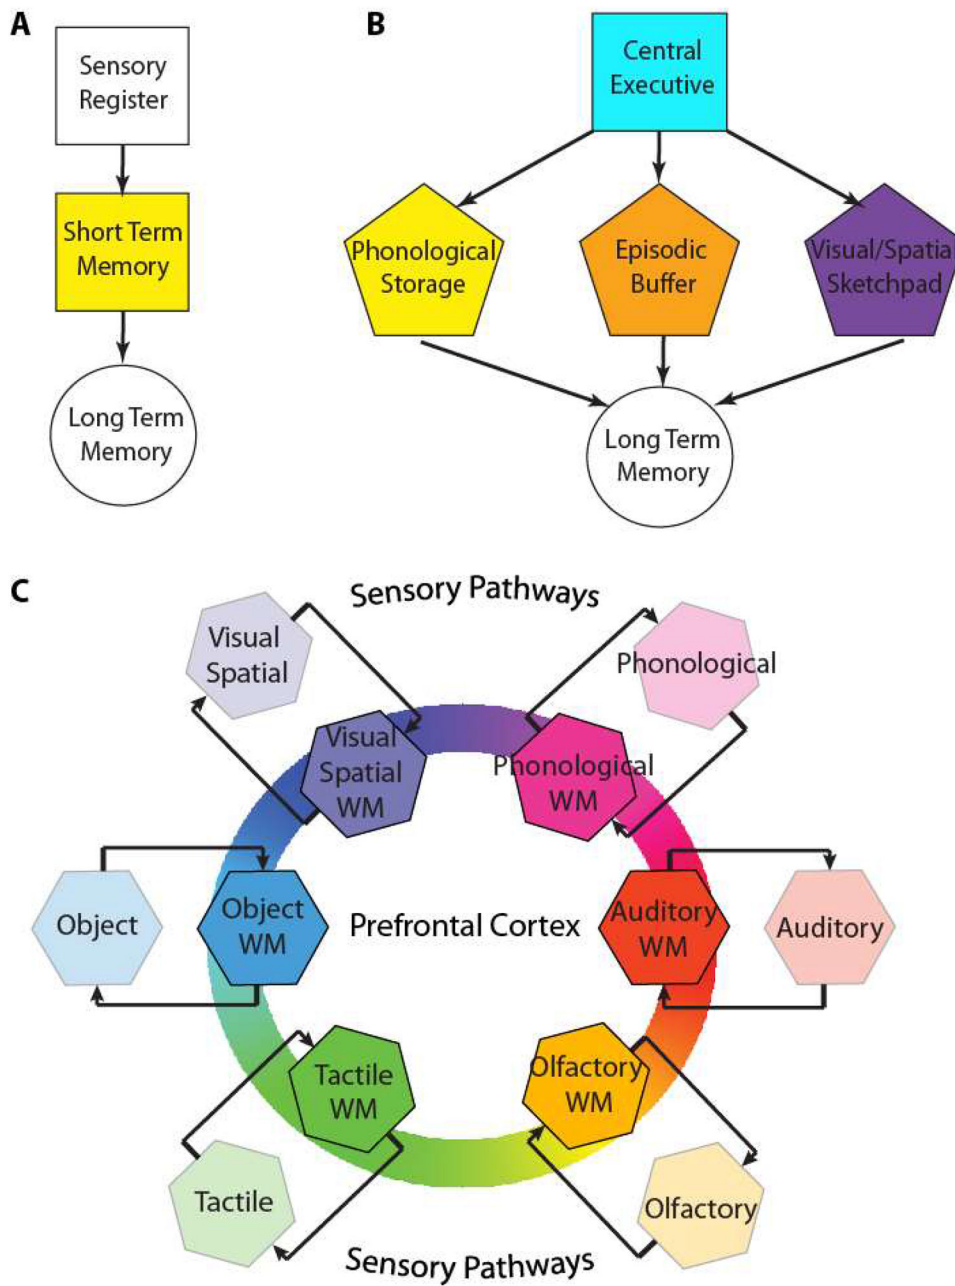 A
Sensory
Register
Short Term
Memory
Long Term
Memory
B
Central
Executive
Phonological
Storage
Episodic
Buffer
Visual/Spatia
Sketchpad
Long Term
Memory
C
Sensory Pathways
Visual
Spatial
Phonological
Visual
Spatial
WM
Phonological
WM
Object
Object
WM
Prefrontal Cortex
Auditory
WM
Auditory
Tactile
WM
Olfactory
WM
Tactile
Olfactory
Sensory Pathways